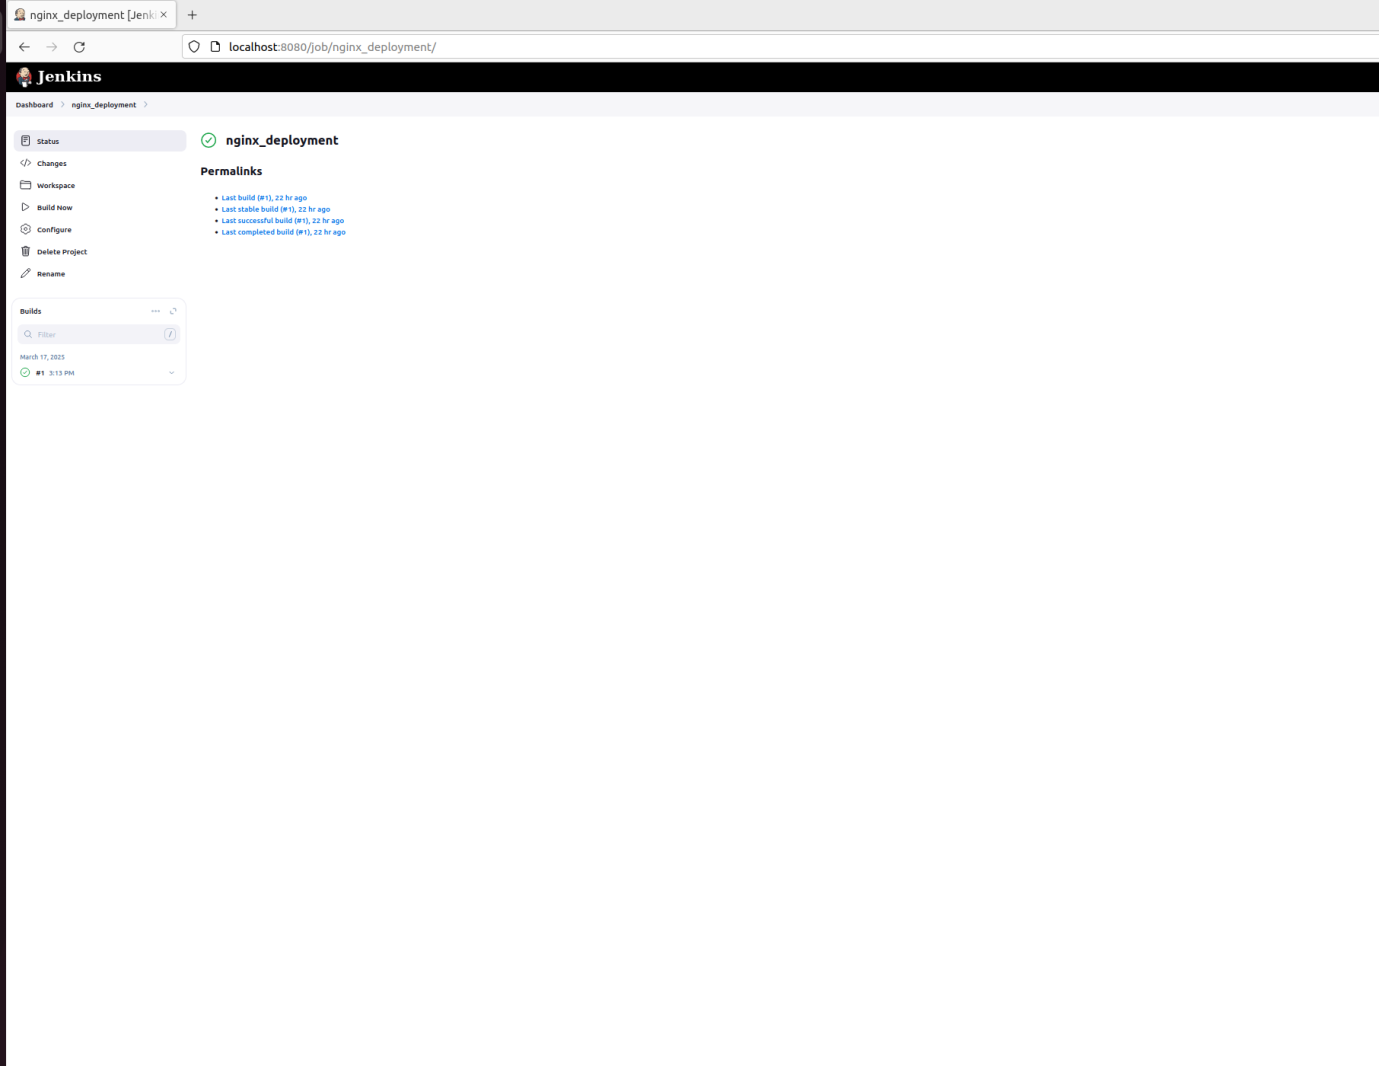 nginx_deployment [Jenki
localhost:8080/job/nginx_deployment/
Jenkins
Dashboard
nginx_deployment
Status
Changes
Workspace
Build Now
Configure
Delete Project
Rename
Builds
Filter
/
March 17, 2025
#1 3:13 PM
nginx_deployment
Permalinks
Last build (#1), 22 hr ago
Last stable build (#1), 22 hr ago
Last successful build (#1), 22 hr ago
Last completed build (#1), 22 hr ago